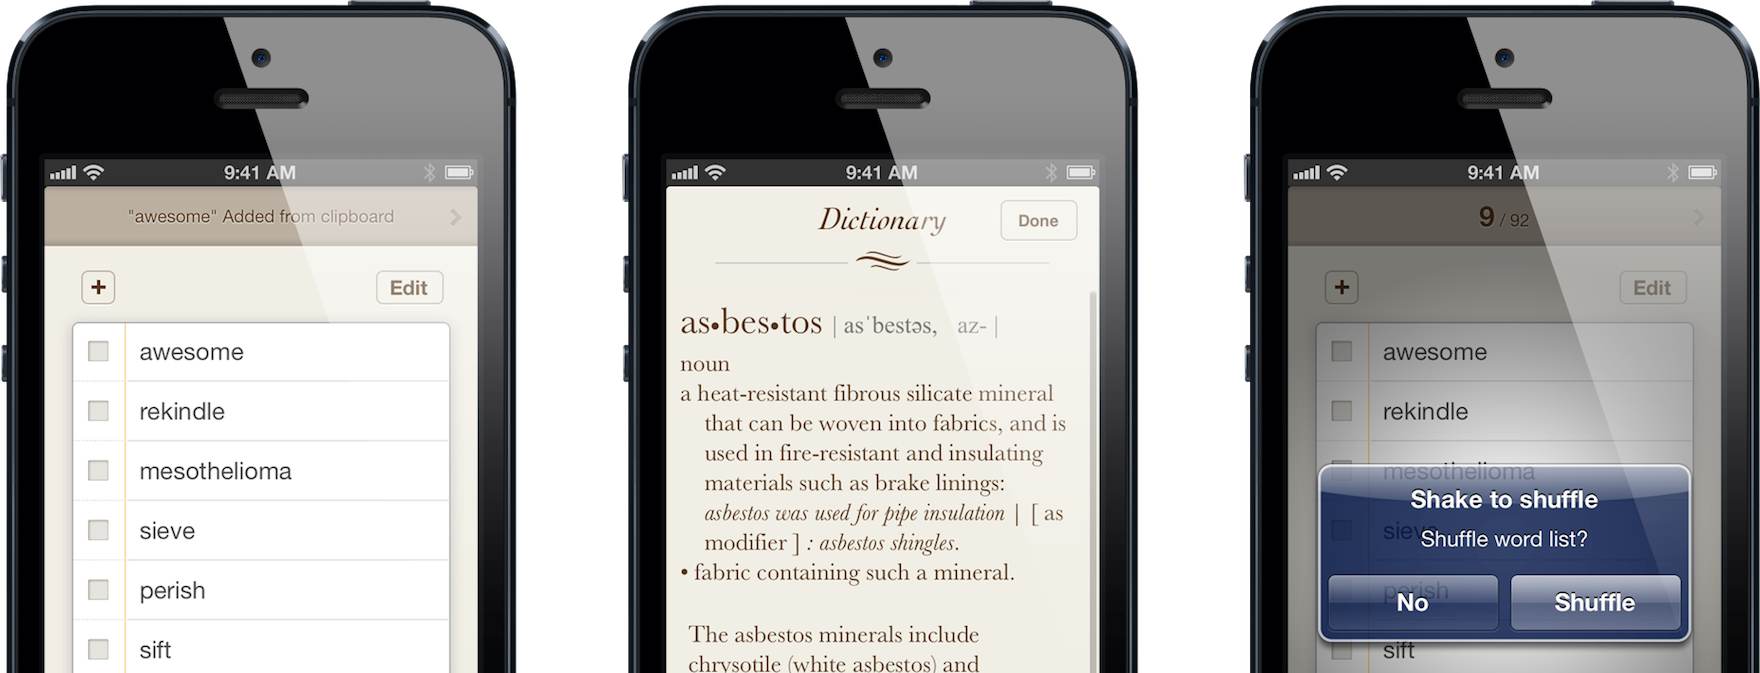 9:41 AM
"awesome" Added from clipboard
+
Edit
awesome
rekindle
mesothelioma
sieve
perish
sift
9:41 AM
Dictionary
Done
as•bes•tos | asˈbestəs, az- |
noun
a heat-resistant fibrous silicate mineral
that can be woven into fabrics, and is
used in fire-resistant and insulating
materials such as brake linings:
asbestos was used for pipe insulation | [ as
modifier ] : asbestos shingles.
• fabric containing such a mineral.
The asbestos minerals include
chrysotile (white asbestos) and
9:41 AM
9 / 92
+
Edit
awesome
rekindle
mesothelioma
Shake to shuffle
sieve
Shuffle word list?
perish
No
Shuffle
sift